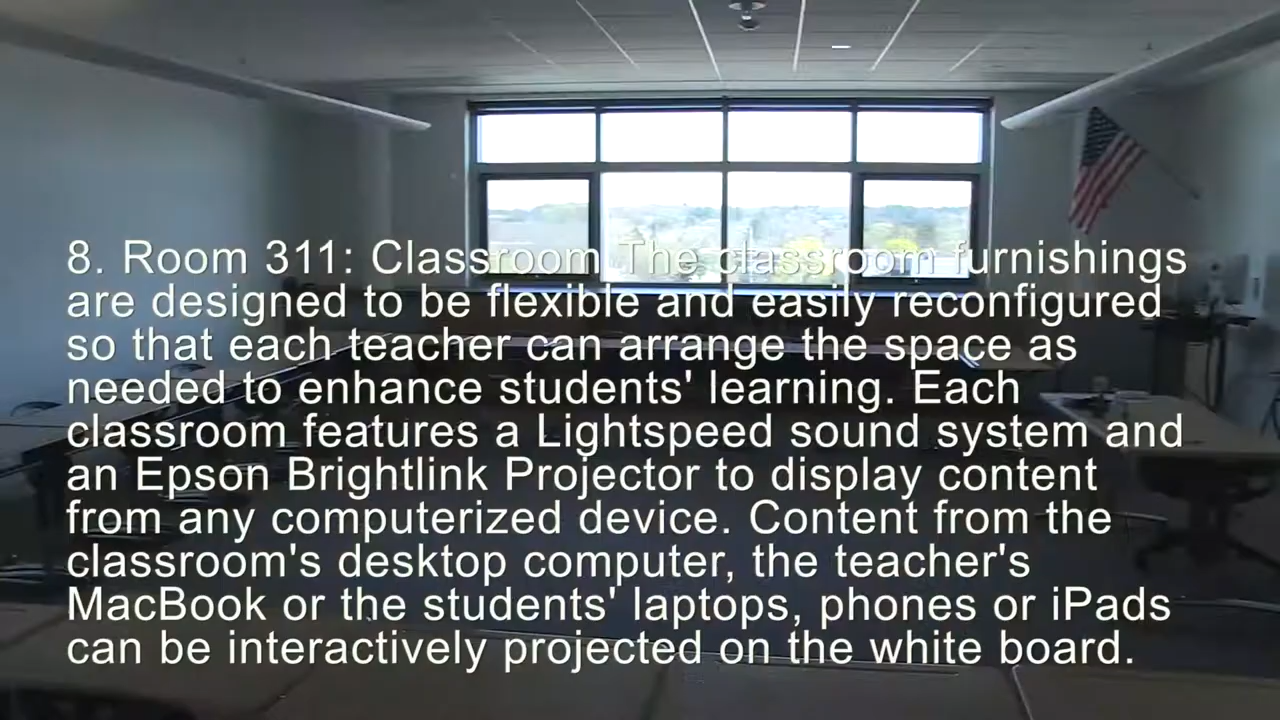 8. Room 311: Classroom The classroom furnishings
are designed to be flexible and easily reconfigured
so that each teacher can arrange the space as
needed to enhance students' learning. Each
classroom features a Lightspeed sound system and
an Epson Brightlink Projector to display content
from any computerized device. Content from the
classroom's desktop computer, the teacher's
MacBook or the students' laptops, phones or iPads
can be interactively projected on the white board.